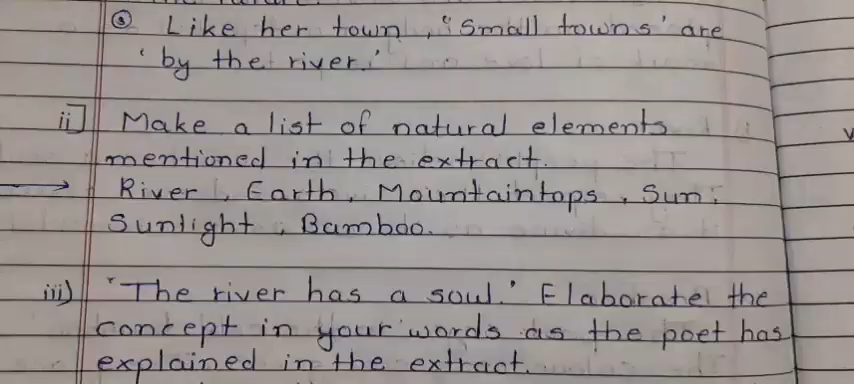 ③ Like her town, "Small towns' are
'by the river.'
ii] Make a list of natural elements
mentioned in the extract.
→ River, Earth, Mountaintops, Sun,
Sunlight, Bamboo.
iii) "The river has a soul.' Elaborate the
concept in your words as the poet has
explained in the extract.